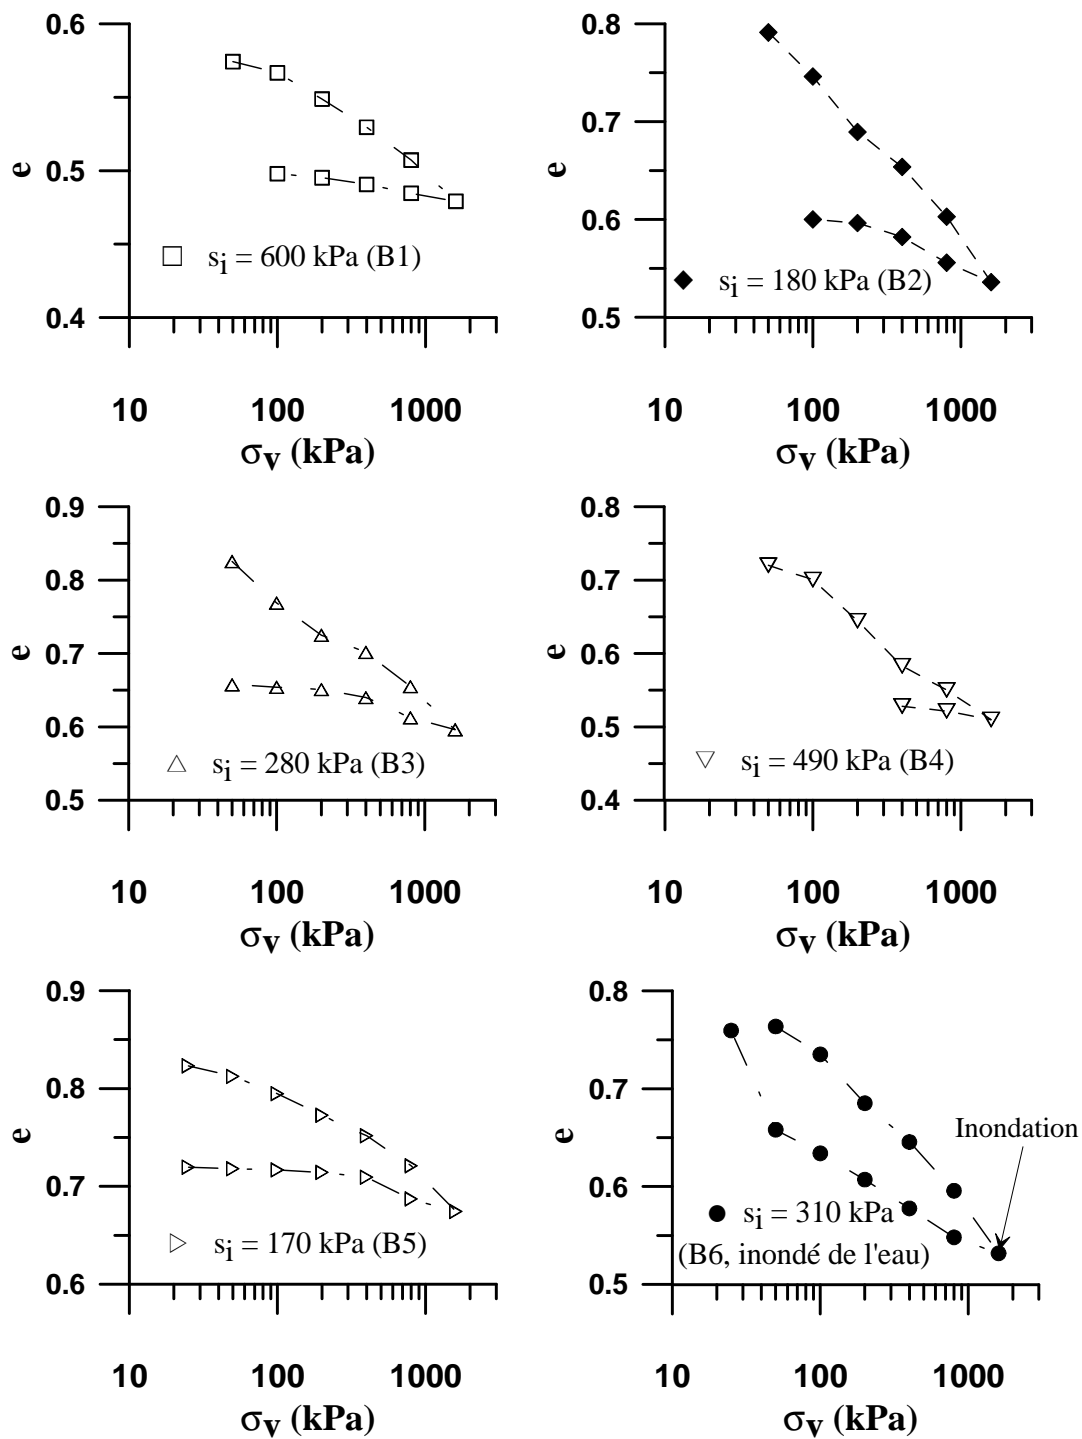 0.6
0.5
0.4
e
si = 600 kPa (B1)
10 100 1000
σv (kPa)
0.8
0.7
0.6
0.5
e
si = 180 kPa (B2)
10 100 1000
σv (kPa)
0.9
0.8
0.7
0.6
0.5
e
si = 280 kPa (B3)
10 100 1000
σv (kPa)
0.8
0.7
0.6
0.5
0.4
e
si = 490 kPa (B4)
10 100 1000
σv (kPa)
0.9
0.8
0.7
0.6
e
si = 170 kPa (B5)
10 100 1000
σv (kPa)
0.8
0.7
0.6
0.5
e
Inondation
si = 310 kPa
(B6, inondé de l'eau)
10 100 1000
σv (kPa)